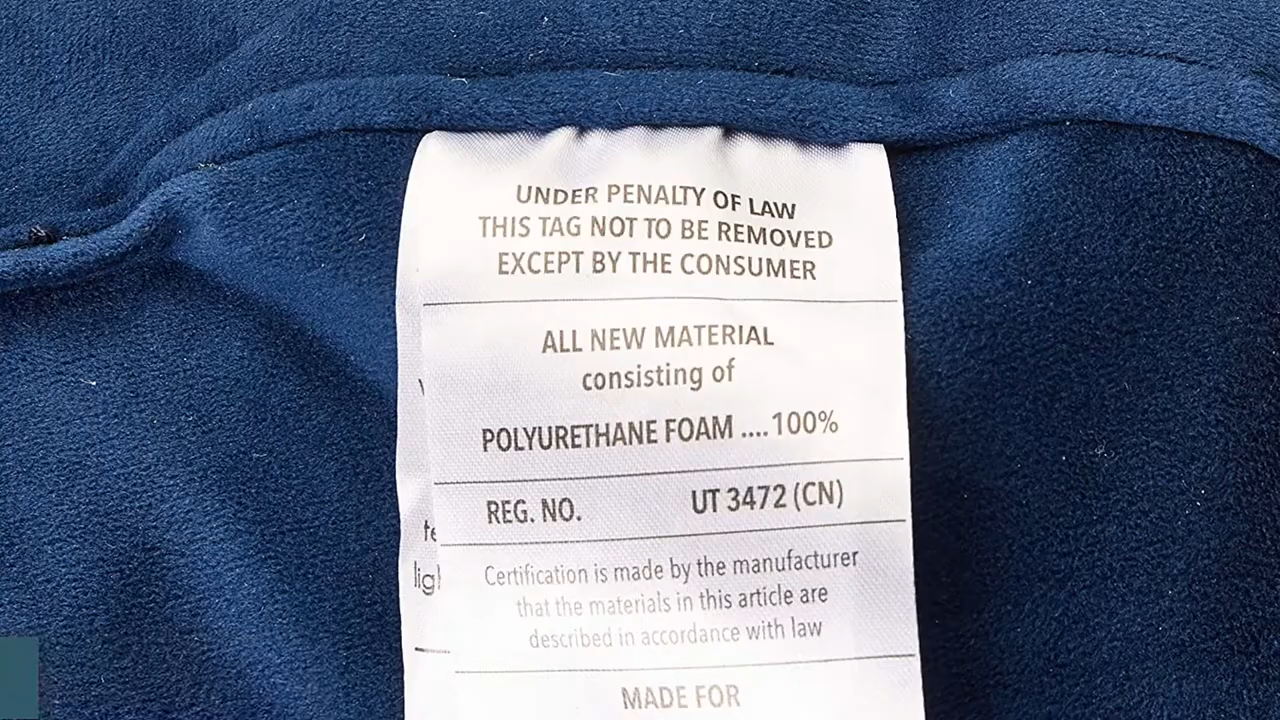 UNDER PENALTY OF LAW
THIS TAG NOT TO BE REMOVED
EXCEPT BY THE CONSUMER
ALL NEW MATERIAL
consisting of
POLYURETHANE FOAM ....100%
REG. NO. UT 3472 (CN)
Certification is made by the manufacturer
that the materials in this article are
described in accordance with law
MADE FOR